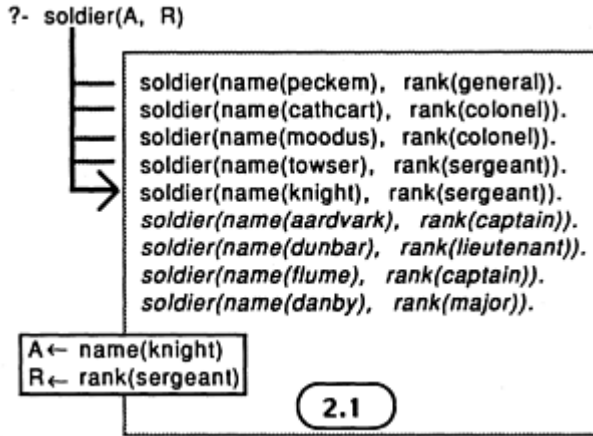 ?- soldier(A, R)
soldier(name(peckem), rank(general)).
soldier(name(cathcart), rank(colonel)).
soldier(name(moodus), rank(colonel)).
soldier(name(towser), rank(sergeant)).
soldier(name(knight), rank(sergeant)).
soldier(name(aardvark), rank(captain)).
soldier(name(dunbar), rank(lieutenant)).
soldier(name(flume), rank(captain)).
soldier(name(danby), rank(major)).
A← name(knight)
R← rank(sergeant)
2.1